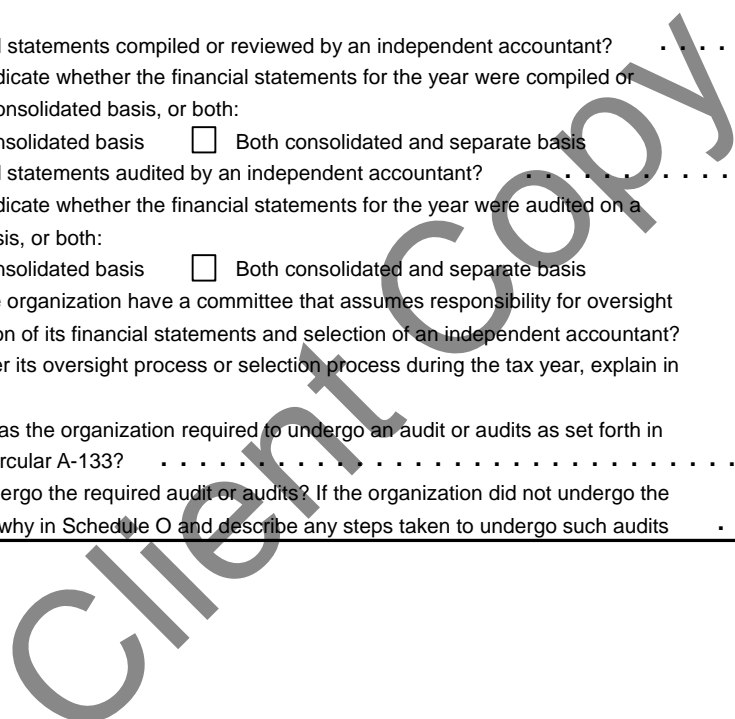 statements compiled or reviewed by an independent accountant? . . . .
dicate whether the financial statements for the year were compiled or
onsolidated basis, or both:
nsolidated basis Both consolidated and separate basis
statements audited by an independent accountant? . . . . . . . . . . .
dicate whether the financial statements for the year were audited on a
sis, or both:
nsolidated basis Both consolidated and separate basis
e organization have a committee that assumes responsibility for oversight
on of its financial statements and selection of an independent accountant?
er its oversight process or selection process during the tax year, explain in
as the organization required to undergo an audit or audits as set forth in
rcular A-133? . . . . . . . . . . . . . . . . . . . . . . . . . . . . . .
ergo the required audit or audits? If the organization did not undergo the
why in Schedule O and describe any steps taken to undergo such audits .
Client Copy